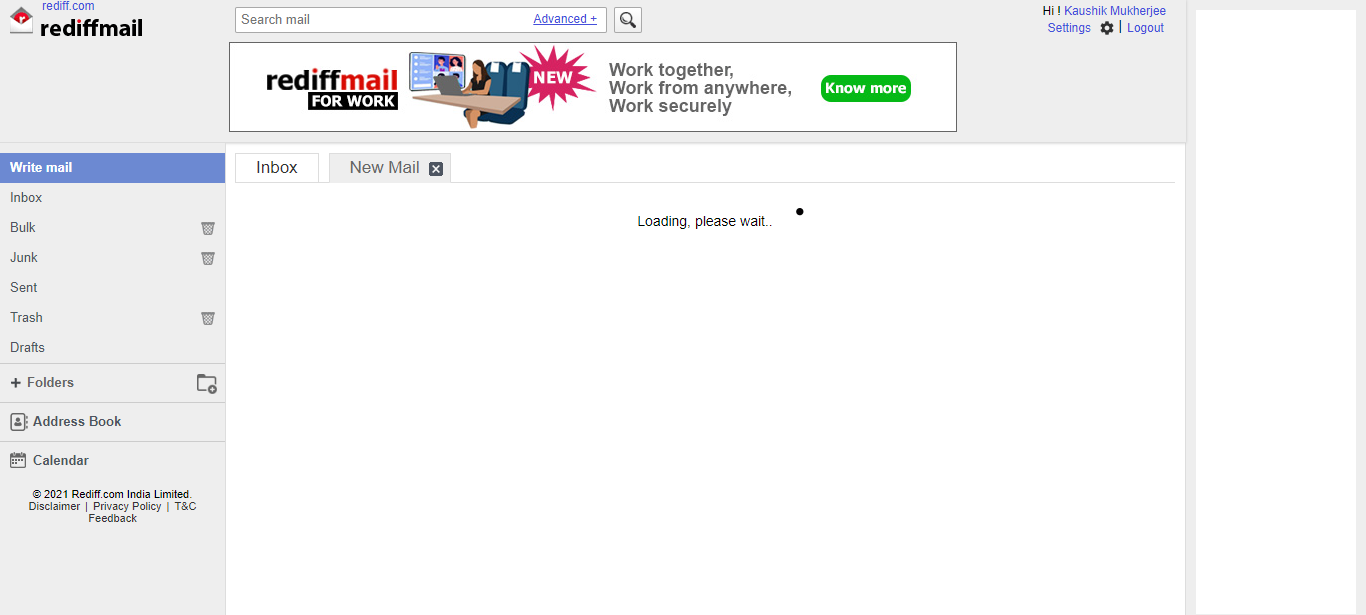 rediff.com
rediffmail
Search mail Advanced +
Hi ! Kaushik Mukherjee
Settings | Logout
rediffmail
FOR WORK
NEW
Work together,
Work from anywhere,
Work securely
Know more
Write mail
Inbox
Bulk
Junk
Sent
Trash
Drafts
+ Folders
Address Book
Calendar
© 2021 Rediff.com India Limited.
Disclaimer | Privacy Policy | T&C
Feedback
Inbox New Mail
Loading, please wait..